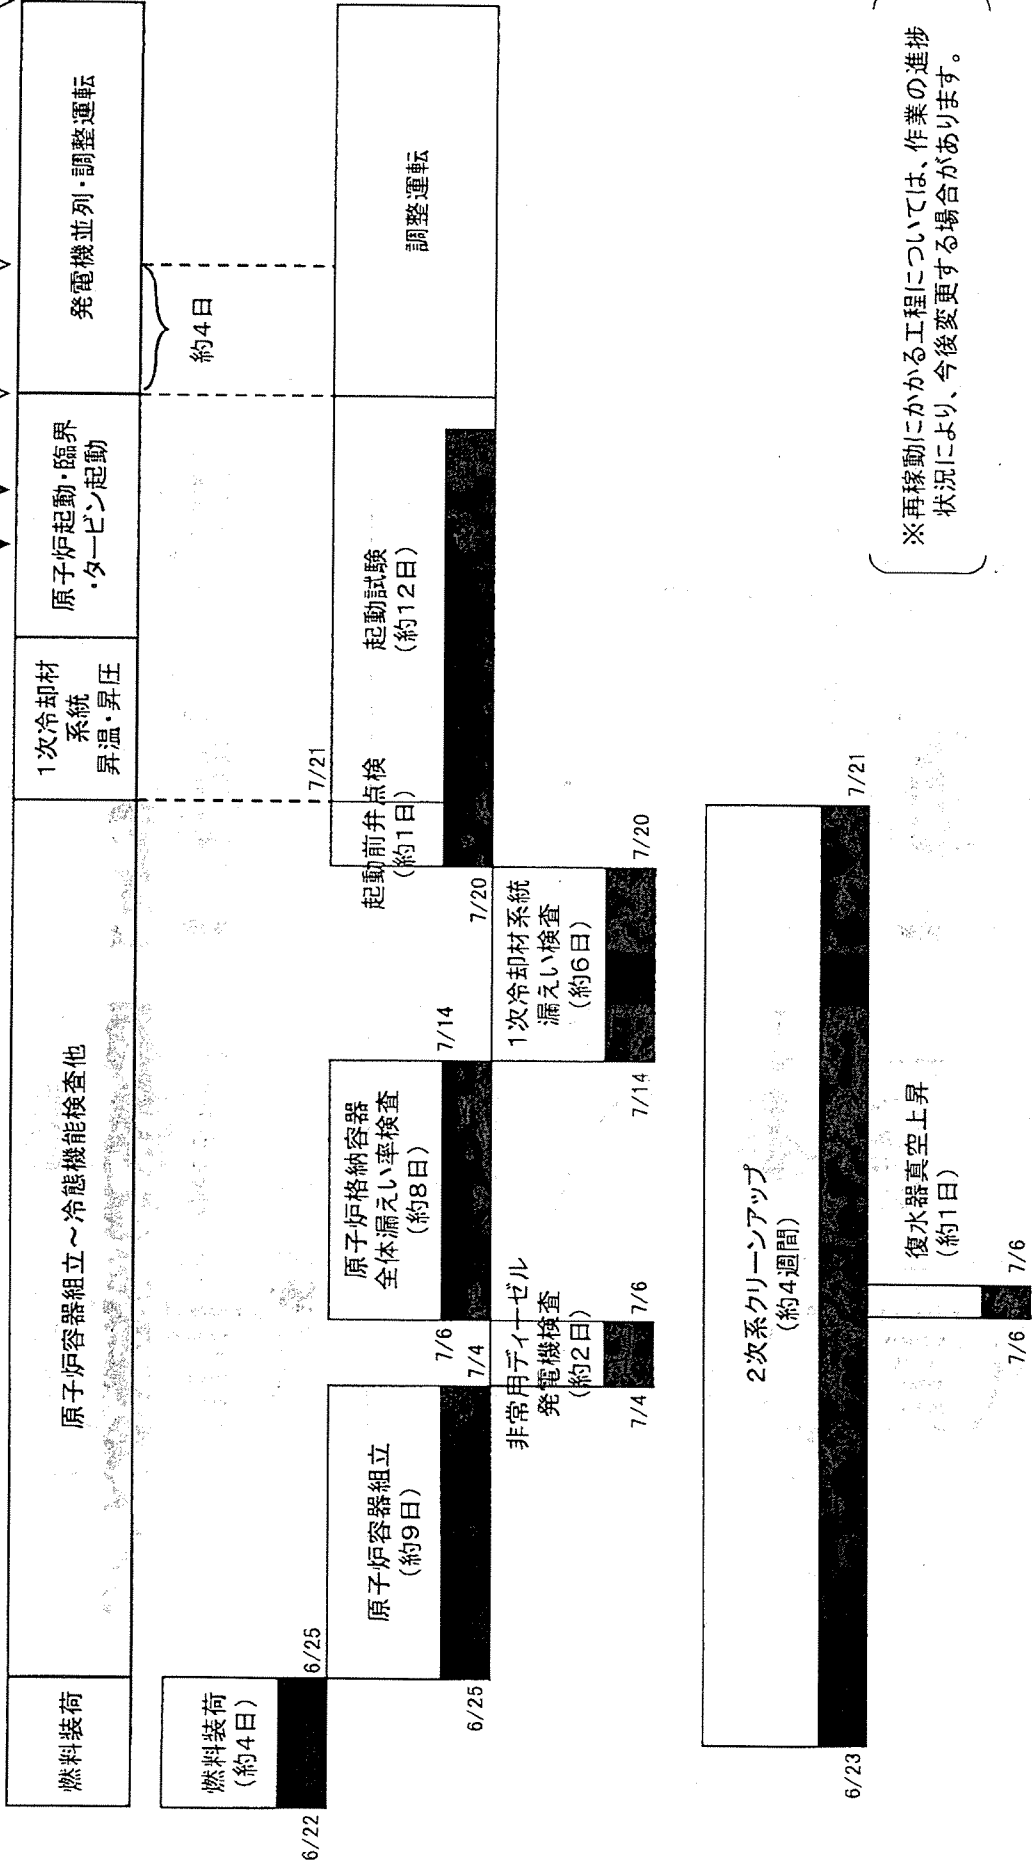 燃料装荷
原子炉容器組立～冷態機能検査他
1次冷却材
系統
昇温・昇圧
原子炉起動・臨界
・タービン起動
発電機並列・調整運転
約4日
燃料装荷
(約4日)
6/22
6/25
原子炉容器組立
(約9日)
6/25
7/4
非常用ディーゼル
発電機検査
(約2日)
7/4
7/6
原子炉格納容器
全体漏えい率検査
(約8日)
7/6
7/14
1次冷却材系統
漏えい検査
(約6日)
7/14
7/20
起動前弁点検
(約1日)
7/20
7/21
起動試験
(約12日)
調整運転
2次系クリーンアップ
(約4週間)
6/23
7/21
復水器真空上昇
(約1日)
7/6
7/6
※再稼動にかかる工程については、作業の進捗
状況により、今後変更する場合があります。